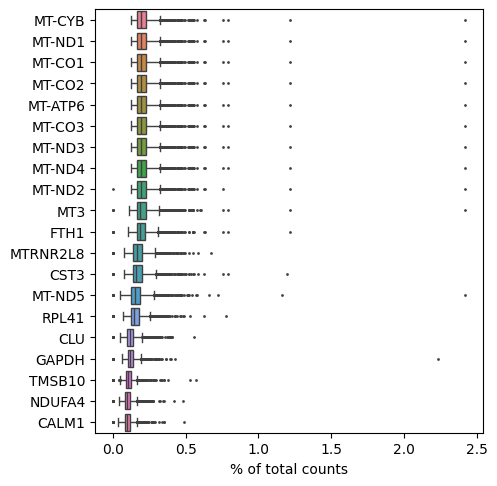 MT-CYB
MT-ND1
MT-CO1
MT-CO2
MT-ATP6
MT-CO3
MT-ND3
MT-ND4
MT-ND2
MT3
FTH1
MTRNR2L8
CST3
MT-ND5
RPL41
CLU
GAPDH
TMSB10
NDUFA4
CALM1
0.0 0.5 1.0 1.5 2.0 2.5
% of total counts